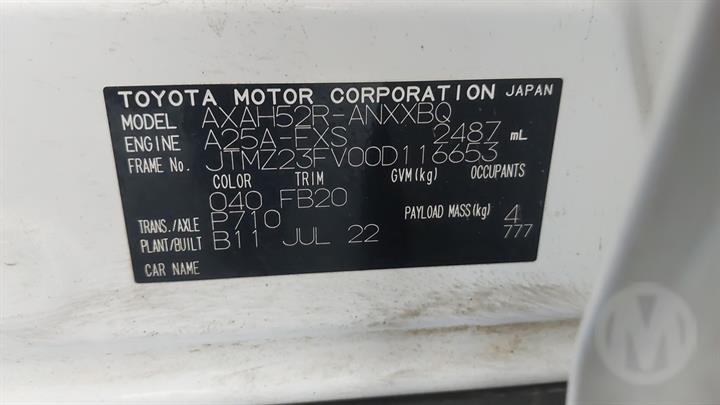 TOYOTA MOTOR CORPORATION JAPAN
MODEL AXAH52R-ANXXBQ
ENGINE A25A-FXS 2487 mL
FRAME No. JTMZ23FV00D116653
COLOR TRIM GVM(kg) OCCUPANTS
040 FB20
TRANS./AXLE P710 PAYLOAD MASS(kg) 4
PLANT/BUILT B11 JUL 22 777
CAR NAME
M